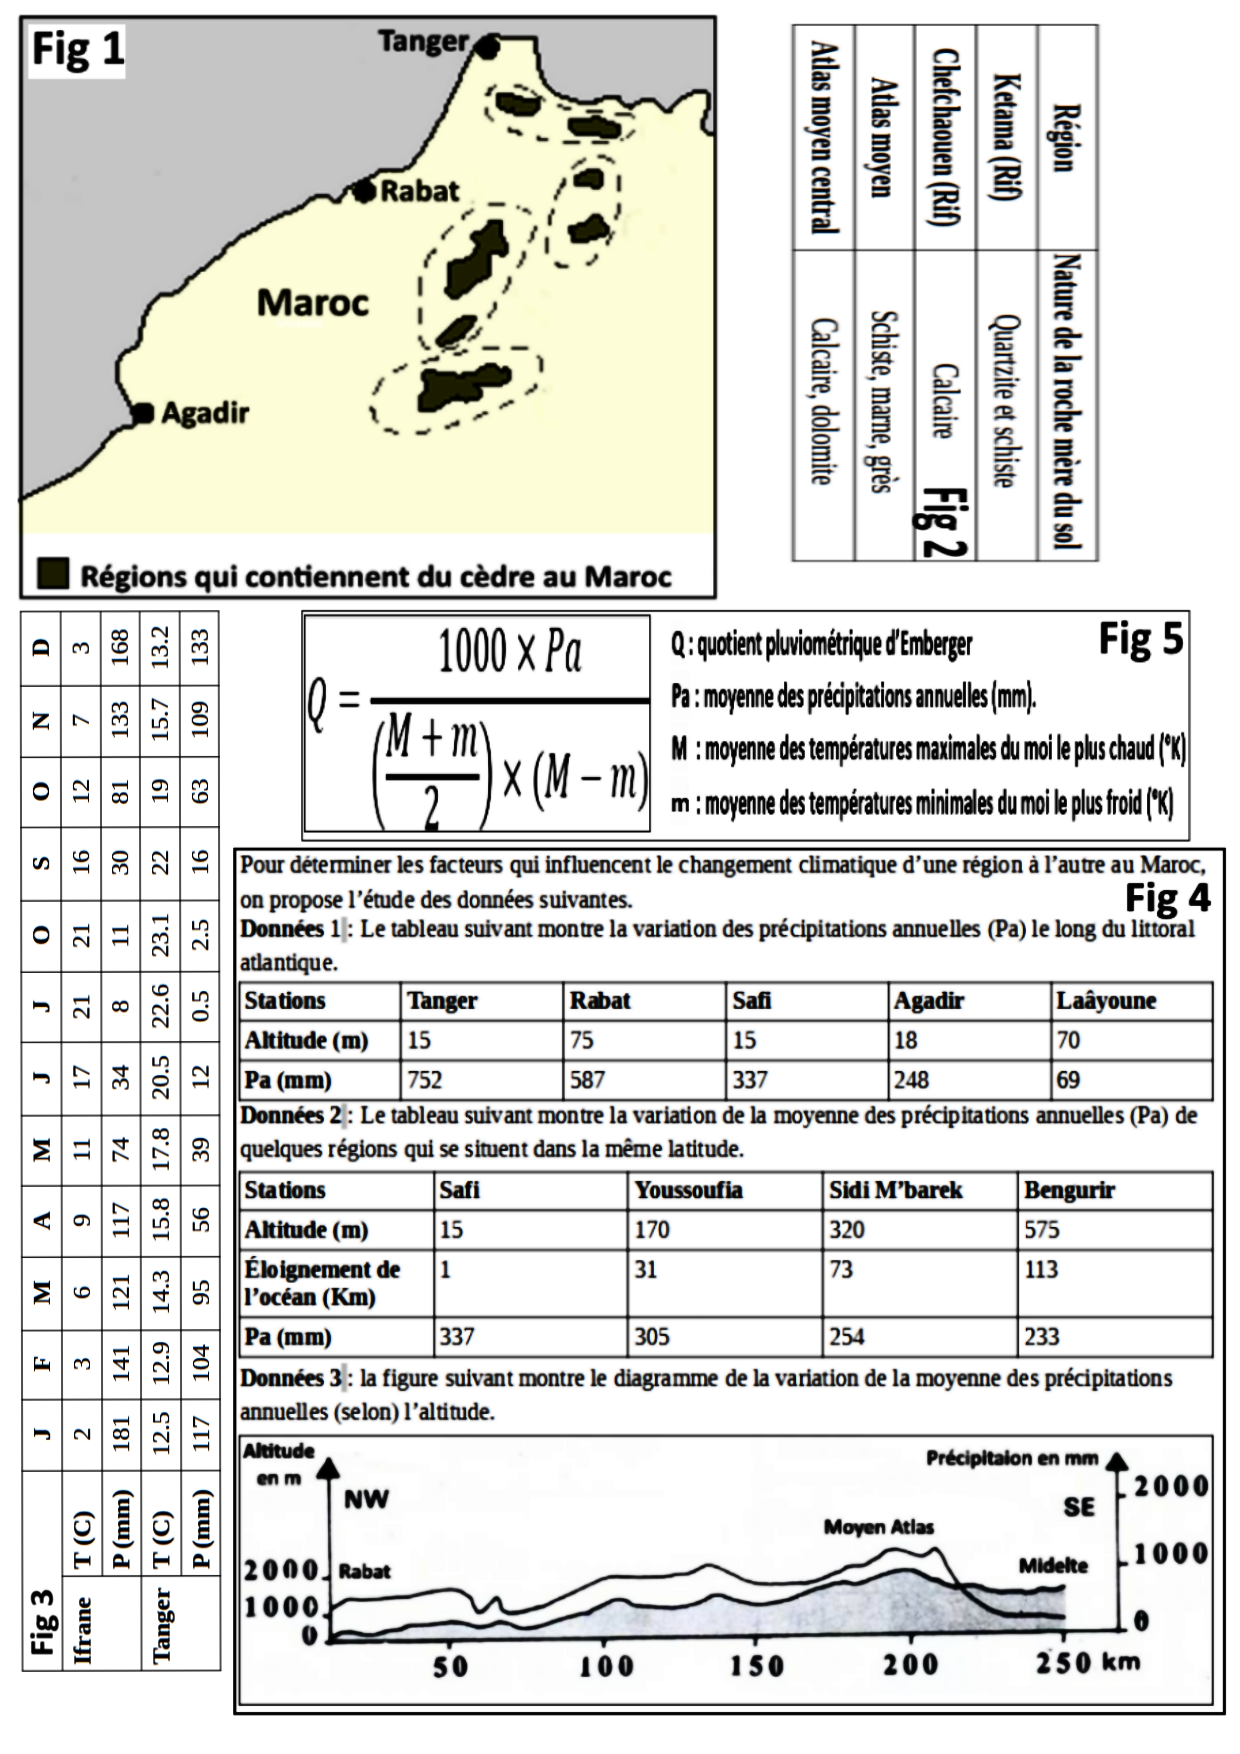 Fig 1
Tanger
Rabat
Maroc
Agadir
Régions qui contiennent du cèdre au Maroc
Région Nature de la roche mère du sol
Ketama (Rif) Quartzite et schiste
Chefchaouen (Rif) Calcaire
Atlas moyen Schiste, marne, grès
Atlas moyen central Calcaire, dolomite
Fig 2
Fig 3 J F M A M J J O S O N D
Ifrane T (C) 2 3 6 9 11 17 21 21 16 12 7 3
P (mm) 181 141 121 117 74 34 8 11 30 81 133 168
Tanger T (C) 12.5 12.9 14.3 15.8 17.8 20.5 22.6 23.1 22 19 15.7 13.2
P (mm) 117 104 95 56 39 12 0.5 2.5 16 63 109 133
Q = 1000 × Pa / ((M + m) / 2) × (M − m)
Fig 5
Q : quotient pluviométrique d'Emberger
Pa : moyenne des précipitations annuelles (mm).
M : moyenne des températures maximales du moi le plus chaud (°K)
m : moyenne des températures minimales du moi le plus froid (°K)
Pour déterminer les facteurs qui influencent le changement climatique d'une région à l'autre au Maroc,
on propose l'étude des données suivantes.
Fig 4
Données 1 : Le tableau suivant montre la variation des précipitations annuelles (Pa) le long du littoral
atlantique.
Stations Tanger Rabat Safi Agadir Laâyoune
Altitude (m) 15 75 15 18 70
Pa (mm) 752 587 337 248 69
Données 2 : Le tableau suivant montre la variation de la moyenne des précipitations annuelles (Pa) de
quelques régions qui se situent dans la même latitude.
Stations Safi Youssoufia Sidi M'barek Bengurir
Altitude (m) 15 170 320 575
Éloignement de
l'océan (Km) 1 31 73 113
Pa (mm) 337 305 254 233
Données 3 : la figure suivant montre le diagramme de la variation de la moyenne des précipitations
annuelles (selon) l'altitude.
Altitude
en m
Précipitaion en mm
NW
SE
2000
1000
0
Rabat
Moyen Atlas
Midelte
2000
1000
0
50 100 150 200 250 km